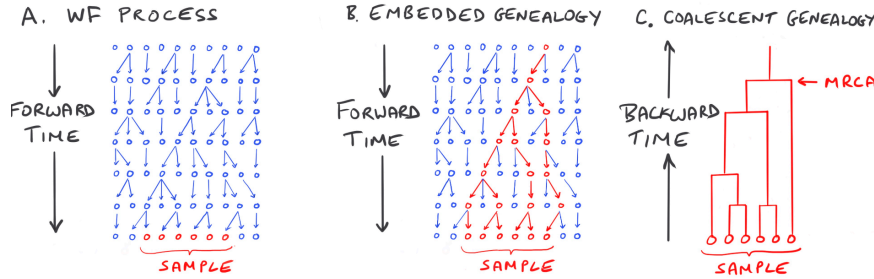 A. WF PROCESS
FORWARD
TIME
SAMPLE
B. EMBEDDED GENEALOGY
FORWARD
TIME
SAMPLE
C. COALESCENT GENEALOGY
MRCA
BACKWARD
TIME
SAMPLE